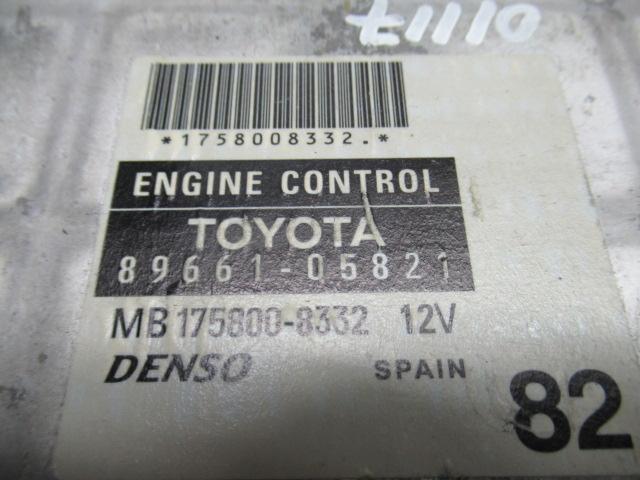 *1758008332.*
ENGINE CONTROL
TOYOTA
89661-05821
MB175800-8332 12V
DENSO SPAIN
82